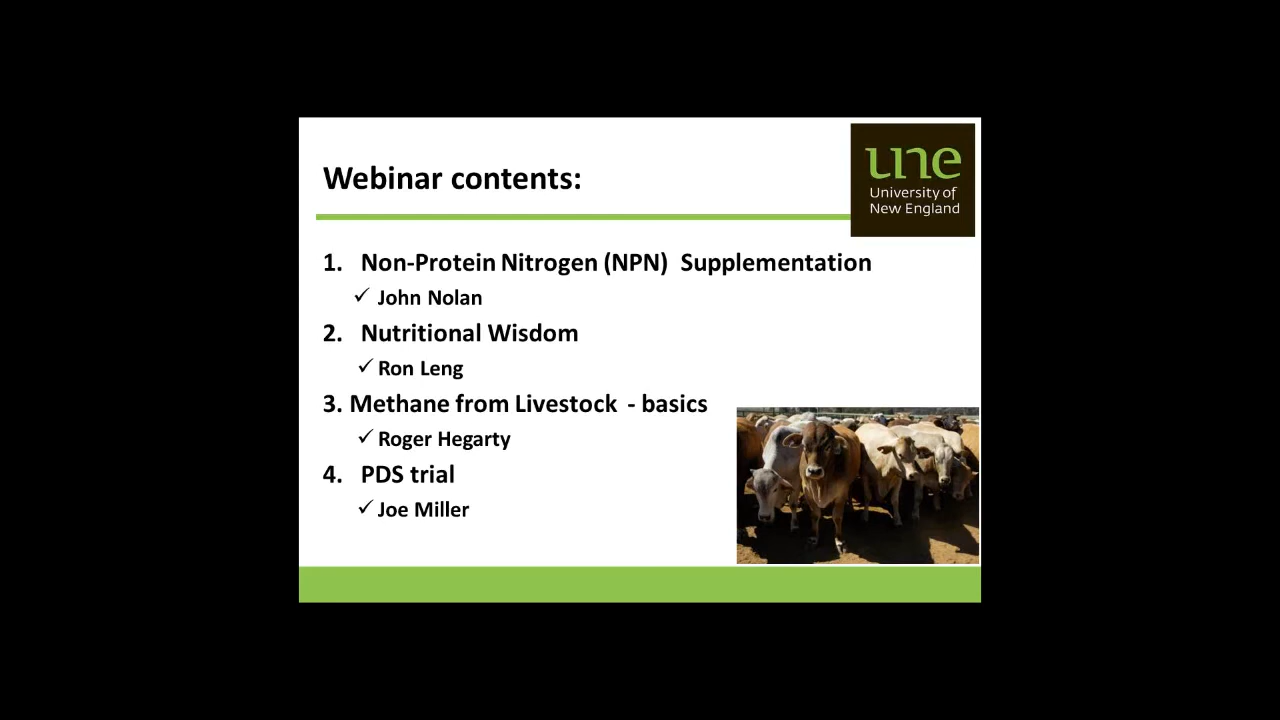 une
University of
New England
Webinar contents:
1. Non-Protein Nitrogen (NPN) Supplementation
✓ John Nolan
2. Nutritional Wisdom
✓ Ron Leng
3. Methane from Livestock - basics
✓ Roger Hegarty
4. PDS trial
✓ Joe Miller